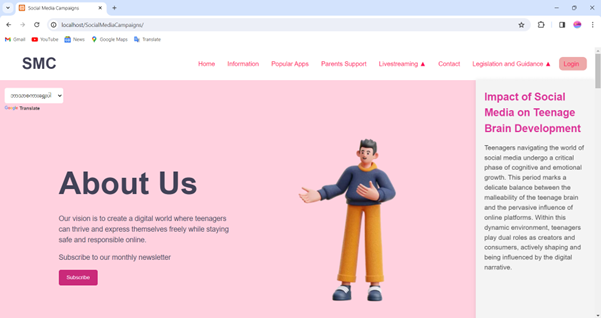 Social Media Campaigns
localhost/SocialMediaCampaigns/
Gmail YouTube News Google Maps Translate
SMC Home Information Popular Apps Parents Support Livestreaming ▲ Contact Legislation and Guidance ▲ Login
Google Translate
About Us
Our vision is to create a digital world where teenagers
can thrive and express themselves freely while staying
safe and responsible online.
Subscribe to our monthly newsletter
Subscribe
Impact of Social
Media on Teenage
Brain Development
Teenagers navigating the world of
social media undergo a critical
phase of cognitive and emotional
growth. This period marks a
delicate balance between the
malleability of the teenage brain
and the pervasive influence of
online platforms. Within this
dynamic environment, teenagers
play dual roles as creators and
consumers, actively shaping and
being influenced by the digital
narrative.